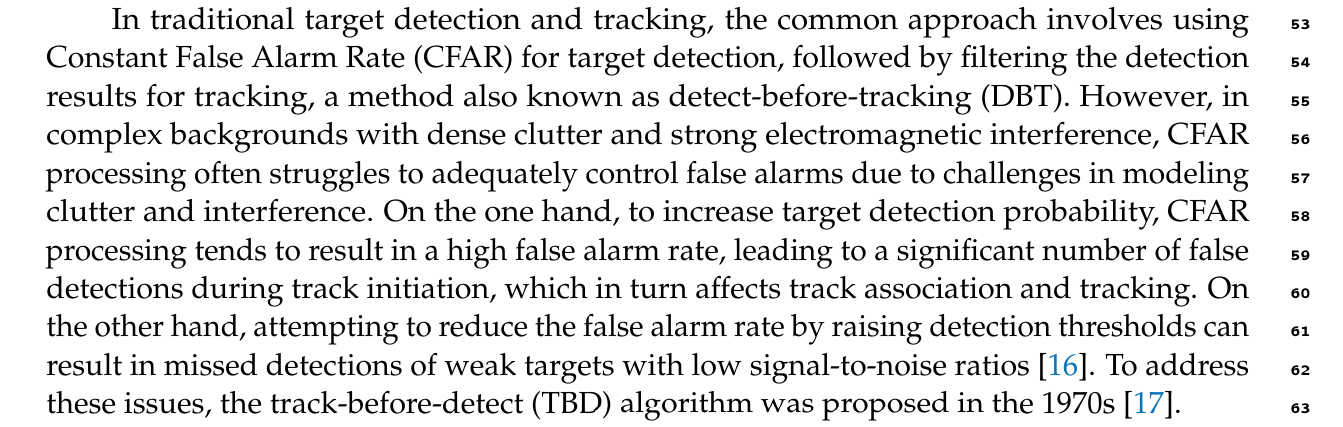 In traditional target detection and tracking, the common approach involves using 53
Constant False Alarm Rate (CFAR) for target detection, followed by filtering the detection 54
results for tracking, a method also known as detect-before-tracking (DBT). However, in 55
complex backgrounds with dense clutter and strong electromagnetic interference, CFAR 56
processing often struggles to adequately control false alarms due to challenges in modeling 57
clutter and interference. On the one hand, to increase target detection probability, CFAR 58
processing tends to result in a high false alarm rate, leading to a significant number of false 59
detections during track initiation, which in turn affects track association and tracking. On 60
the other hand, attempting to reduce the false alarm rate by raising detection thresholds can 61
result in missed detections of weak targets with low signal-to-noise ratios [16]. To address 62
these issues, the track-before-detect (TBD) algorithm was proposed in the 1970s [17]. 63